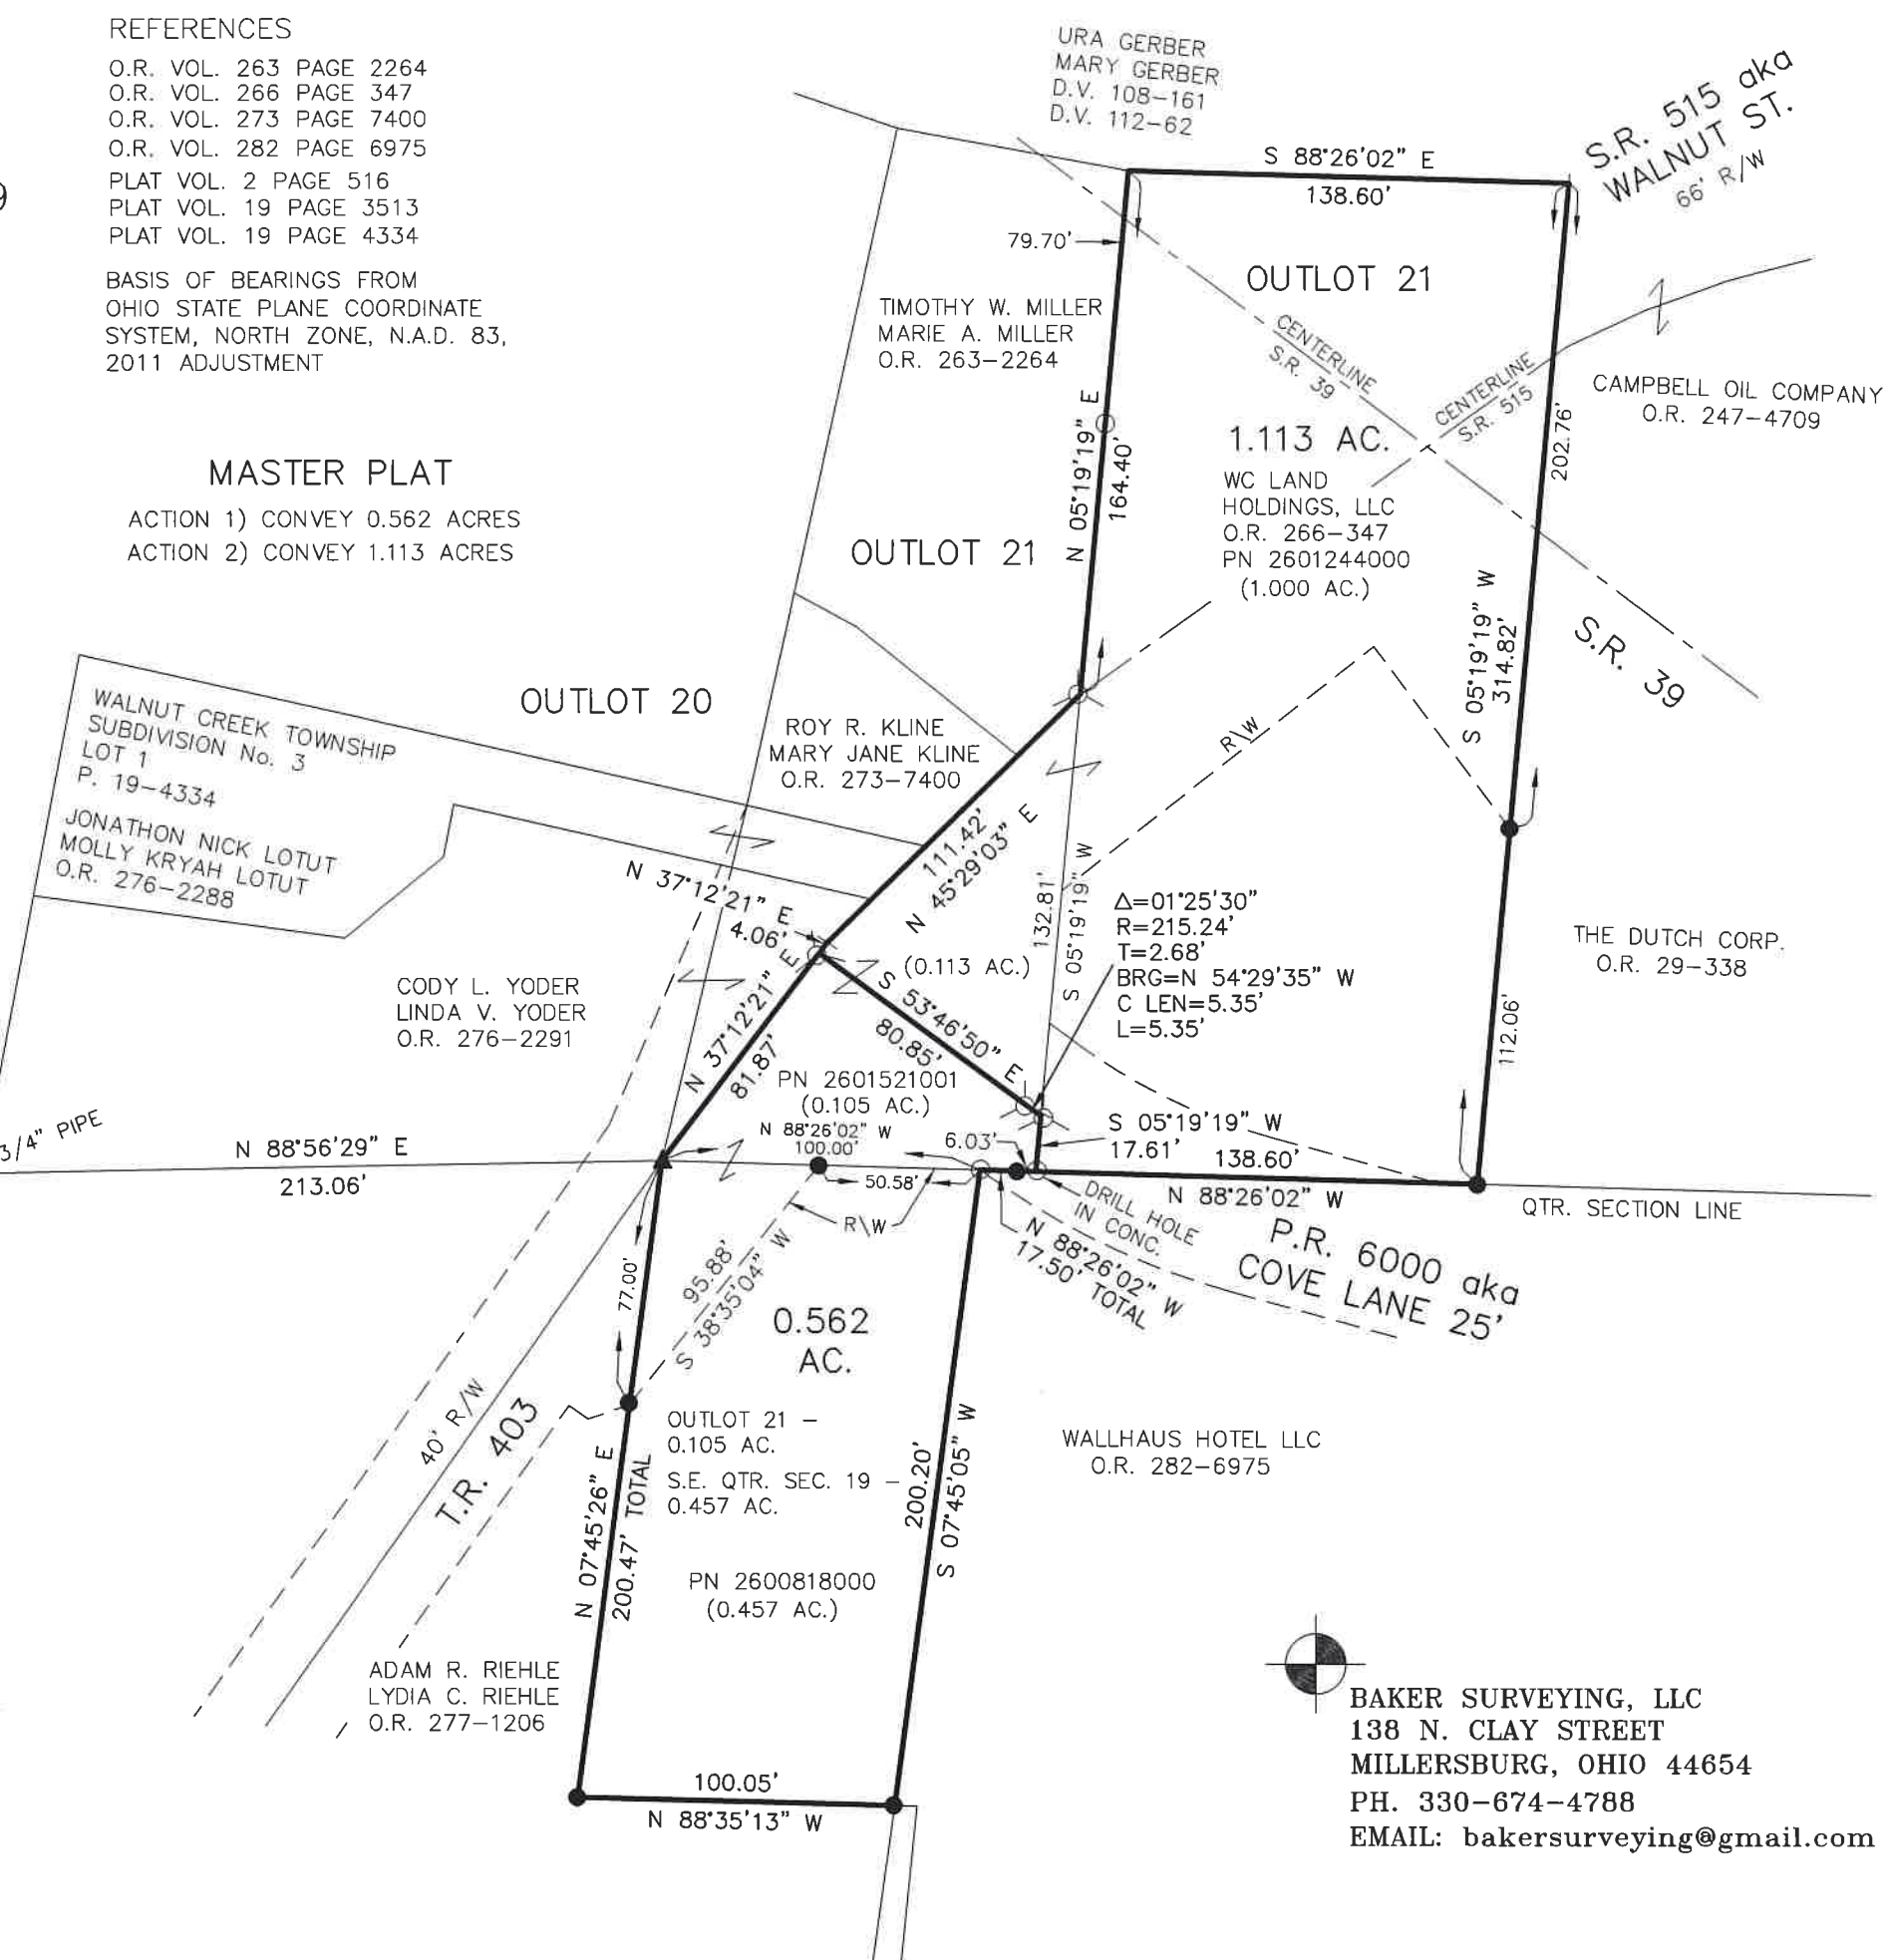 REFERENCES
O.R. VOL. 263 PAGE 2264
O.R. VOL. 266 PAGE 347
O.R. VOL. 273 PAGE 7400
O.R. VOL. 282 PAGE 6975
PLAT VOL. 2 PAGE 516
PLAT VOL. 19 PAGE 3513
PLAT VOL. 19 PAGE 4334
BASIS OF BEARINGS FROM
OHIO STATE PLANE COORDINATE
SYSTEM, NORTH ZONE, N.A.D. 83,
2011 ADJUSTMENT
MASTER PLAT
ACTION 1) CONVEY 0.562 ACRES
ACTION 2) CONVEY 1.113 ACRES
URA GERBER
MARY GERBER
D.V. 108-161
D.V. 112-62
S.R. 515 aka
WALNUT ST.
66' R/W
S 88°26'02" E
138.60'
79.70'
OUTLOT 21
TIMOTHY W. MILLER
MARIE A. MILLER
O.R. 263-2264
CENTERLINE
S.R. 39
CENTERLINE
S.R. 515
CAMPBELL OIL COMPANY
O.R. 247-4709
202.76'
N 05°19'19" E
164.40'
1.113 AC.
WC LAND
HOLDINGS, LLC
O.R. 266-347
PN 2601244000
(1.000 AC.)
OUTLOT 21
S 05°19'19" W
314.82'
S.R. 39
WALNUT CREEK TOWNSHIP
SUBDIVISION No. 3
LOT 1
P. 19-4334
JONATHON NICK LOTUT
MOLLY KRYAH LOTUT
O.R. 276-2288
OUTLOT 20
ROY R. KLINE
MARY JANE KLINE
O.R. 273-7400
R\W
111.42'
N 45°29'03" E
132.81'
S 05°19'19" W
N 37°12'21" E
4.06'
(0.113 AC.)
Δ=01°25'30"
R=215.24'
T=2.68'
BRG=N 54°29'35" W
C LEN=5.35'
L=5.35'
THE DUTCH CORP.
O.R. 29-338
112.06'
CODY L. YODER
LINDA V. YODER
O.R. 276-2291
N 37°12'21" E
81.87'
S 53°46'50" E
80.85'
PN 2601521001
(0.105 AC.)
3/4" PIPE
N 88°56'29" E
213.06'
N 88°26'02" W
100.00'
6.03'
50.58'
S 05°19'19" W
17.61'
138.60'
N 88°26'02" W
QTR. SECTION LINE
R\W
DRILL HOLE
IN CONC.
N 88°26'02" W
17.50' TOTAL
P.R. 6000 aka
COVE LANE 25'
77.00'
95.88'
S 38°35'04" W
0.562
AC.
40' R/W
T.R. 403
OUTLOT 21 -
0.105 AC.
S.E. QTR. SEC. 19 -
0.457 AC.
WALLHAUS HOTEL LLC
O.R. 282-6975
N 07°45'26" E
200.47' TOTAL
200.20'
S 07°45'05" W
PN 2600818000
(0.457 AC.)
ADAM R. RIEHLE
LYDIA C. RIEHLE
O.R. 277-1206
100.05'
N 88°35'13" W
BAKER SURVEYING, LLC
138 N. CLAY STREET
MILLERSBURG, OHIO 44654
PH. 330-674-4788
EMAIL: bakersurveying@gmail.com